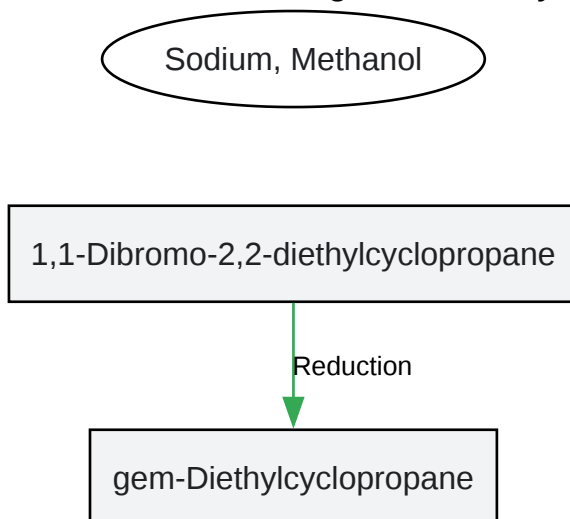 Sodium, Methanol
1,1-Dibromo-2,2-diethylcyclopropane
Reduction
gem-Diethylcyclopropane